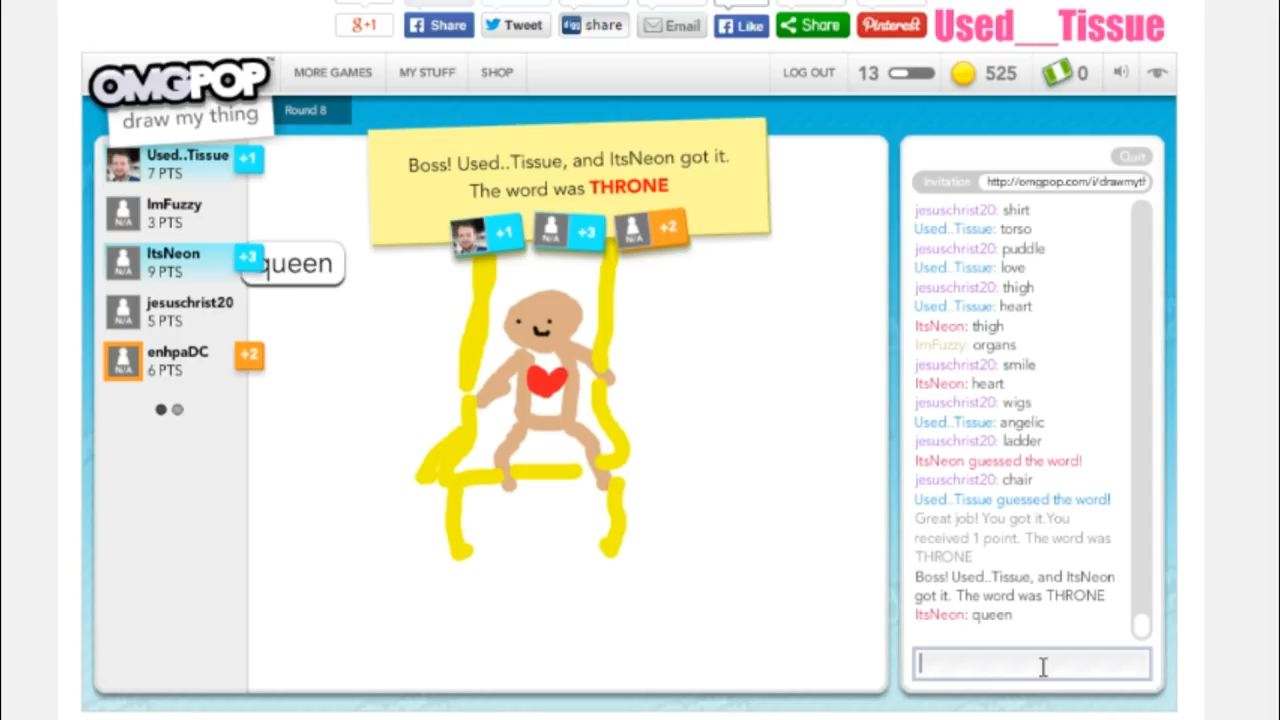 g+1
Share
Tweet
digg share
Email
Like
Share
Pinterest
Used__Tissue
OMGPOP
draw my thing
MORE GAMES
MY STUFF
SHOP
LOG OUT
13
525
0
Round 8
Used..Tissue
7 PTS
+1
ImFuzzy
3 PTS
N/A
ItsNeon
9 PTS
+3
N/A
queen
jesuschrist20
5 PTS
N/A
enhpaDC
6 PTS
+2
N/A
Boss! Used..Tissue, and ItsNeon got it.
The word was THRONE
+1
N/A +3
N/A +2
Quit
Invitation http://omgpop.com/i/drawmyth
jesuschrist20: shirt
Used..Tissue: torso
jesuschrist20: puddle
Used..Tissue: love
jesuschrist20: thigh
Used..Tissue: heart
ItsNeon: thigh
ImFuzzy: organs
jesuschrist20: smile
ItsNeon: heart
jesuschrist20: wigs
Used..Tissue: angelic
jesuschrist20: ladder
ItsNeon guessed the word!
jesuschrist20: chair
Used..Tissue guessed the word!
Great job! You got it.You
received 1 point. The word was
THRONE
Boss! Used..Tissue, and ItsNeon
got it. The word was THRONE
ItsNeon: queen